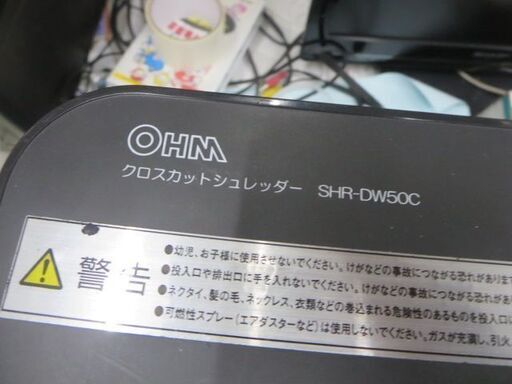 OHM
クロスカットシュレッダー SHR-DW50C
警告
●幼児、お子様に使用させないでください。けがなどの事故につながる恐れがあります
●投入口や排出口に手を入れないでください。けがなどの事故につながる恐れ
●ネクタイ、髪の毛、ネックレス、衣類などの巻込まれる危険性のあるものを投入口に
●可燃性スプレー（エアダスターなど）は使用しないでください。ガスが充満し、引火